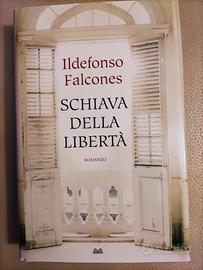 Ildefonso
Falcones
SCHIAVA
DELLA
LIBERTÀ
ROMANZO